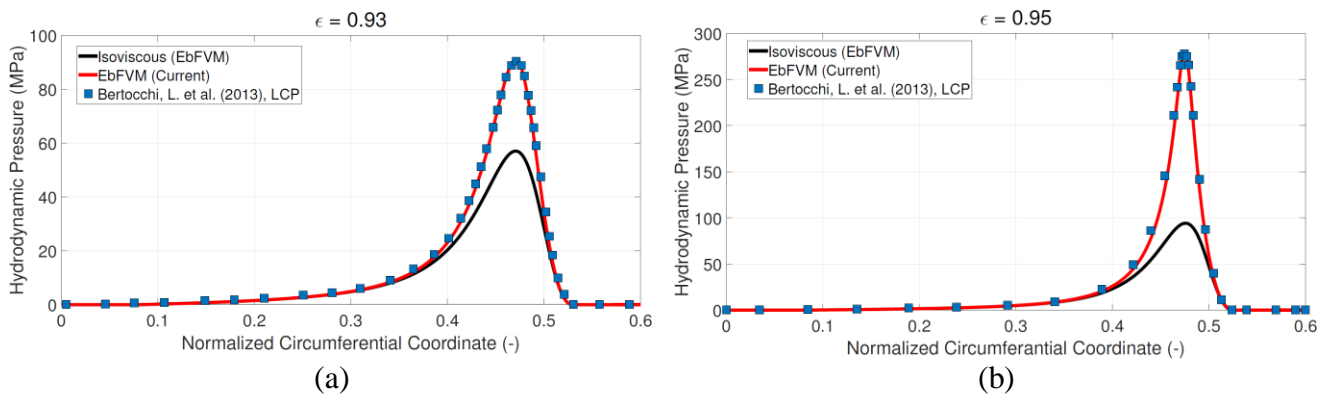 ϵ = 0.93
100
80
60
40
20
0
Hydrodynamic Pressure (MPa)
Isoviscous (EbFVM)
EbFVM (Current)
Bertocchi, L. et al. (2013), LCP
0 0.1 0.2 0.3 0.4 0.5 0.6
Normalized Circumferential Coordinate (-)
(a)
ϵ = 0.95
300
250
200
150
100
50
0
Hydrodynamic Pressure (MPa)
Isoviscous (EbFVM)
EbFVM (Current)
Bertocchi, L. et al. (2013), LCP
0 0.1 0.2 0.3 0.4 0.5 0.6
Normalized Circumferantial Coordinate (-)
(b)